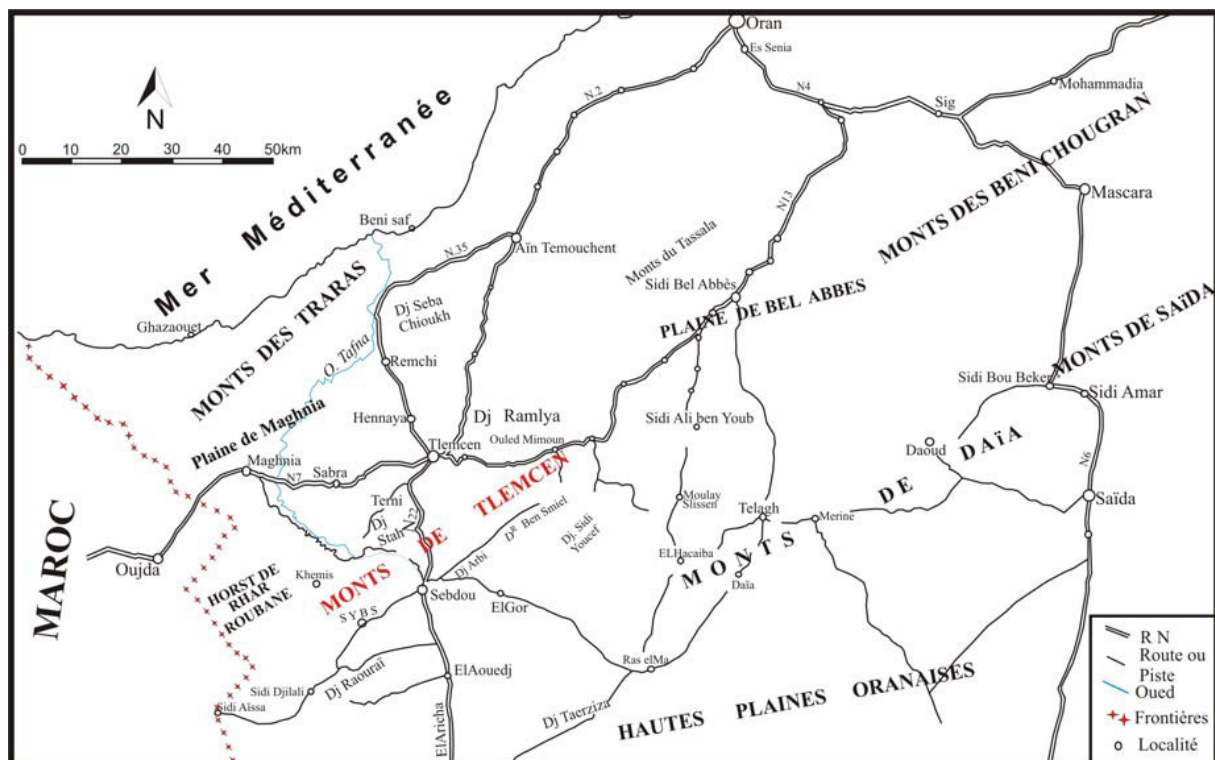 Oran
Es Senia
N.2
N4
Sig
Mohammadia
N
0 10 20 30 40 50km
Mer Méditerranée
MONTS DES BENI CHOUGRAN
Mascara
N13
Beni saf
N.35
Aïn Temouchent
Monts du Tassala
Sidi Bel Abbès
PLAINE DE BEL ABBES
Ghazaouet
MONTS DES TRARAS
Dj Seba
Chioukh
O. Tafna
Remchi
MONTS DE SAïDA
Sidi Bou Beker
Sidi Amar
Plaine de Maghnia
Hennaya
Dj Ramlya
Sidi Ali ben Youb
Ouled Mimoun
Tlemcen
Daoud
MONTS DE DAÏA
N6
Maghnia
N7
Sabra
Terni
Dj
Stah
N22
MONTS DE TLEMCEN
Moulay
Slissen
Telagh
Merine
Saïda
MAROC
Oujda
Dᴿ Ben Smiel
Dj. Sidi
Youcef
Dj Arbi
ELHacaiba
Daïa
HORST DE
RHAR
ROUBANE
Khemis
Sebdou
ElGor
S Y B S
Ras elMa
Dj Raouraï
ElAouedj
Sidi Djilali
Sidi Aïssa
ElAricha
Dj Taerziza
HAUTES PLAINES ORANAISES
R N
Route ou
Piste
Oued
Frontières
Localité